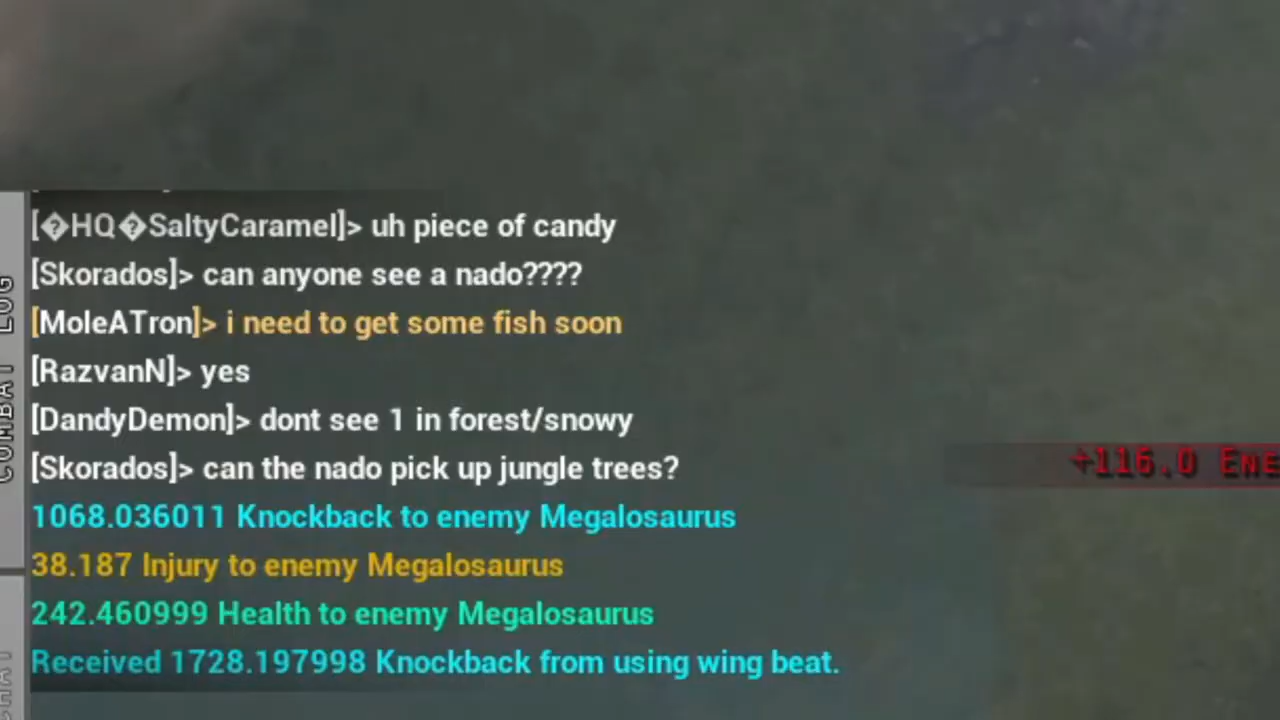 [�HQ�SaltyCaramel]> uh piece of candy
[Skorados]> can anyone see a nado????
[MoleATron]> i need to get some fish soon
[RazvanN]> yes
[DandyDemon]> dont see 1 in forest/snowy
[Skorados]> can the nado pick up jungle trees?
1068.036011 Knockback to enemy Megalosaurus
38.187 Injury to enemy Megalosaurus
242.460999 Health to enemy Megalosaurus
Received 1728.197998 Knockback from using wing beat.
COMBAT LOG
CHAT
+116.0 ENE